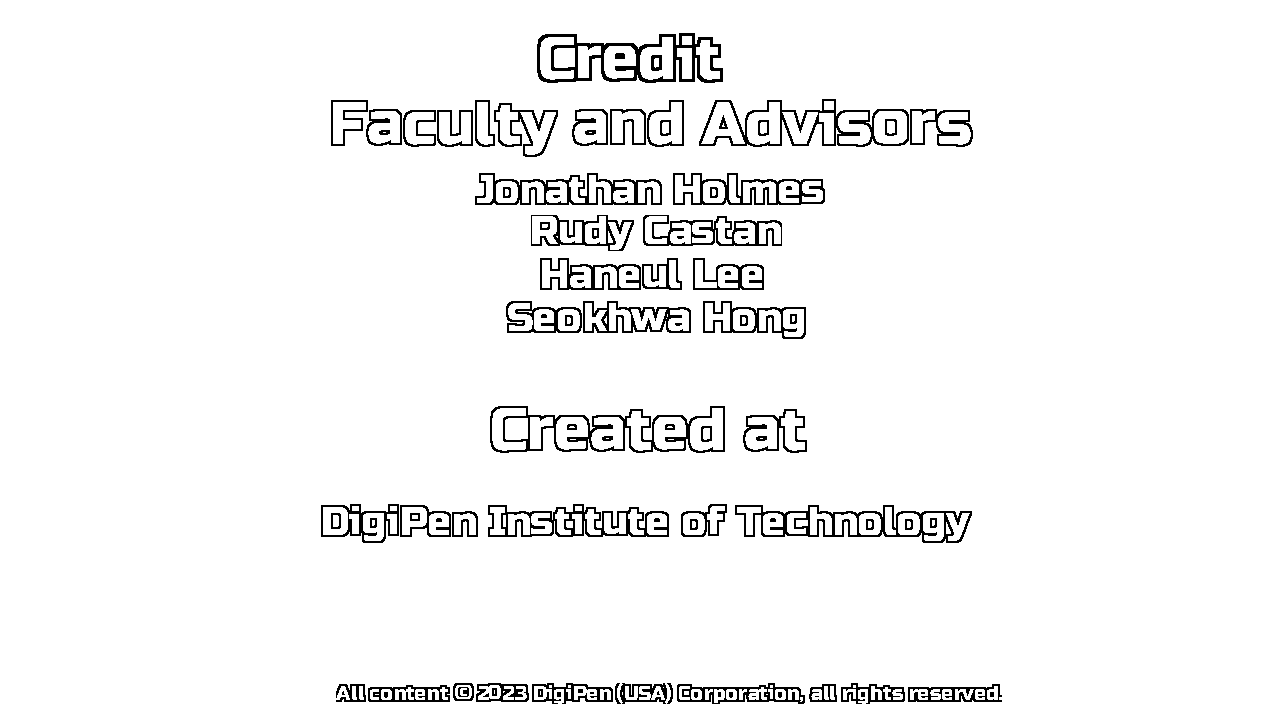 Credit
Faculty and Advisors
Jonathan Holmes
Rudy Castan
Haneul Lee
Seokhwa Hong
Created at
DigiPen Institute of Technology
All content © 2023 DigiPen (USA) Corporation, all rights reserved.